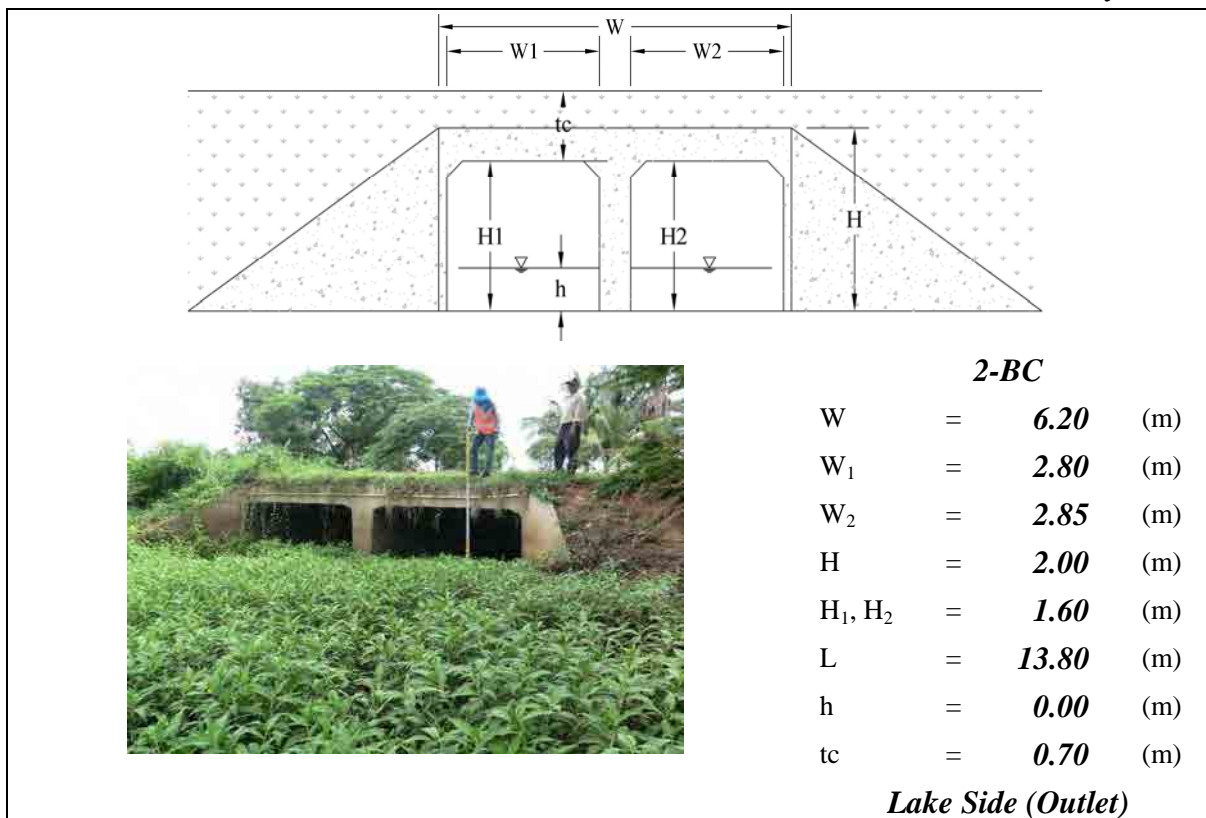 W
W1 W2
tc
H1 H2 H
h
2-BC
W = 6.20 (m)
W₁ = 2.80 (m)
W₂ = 2.85 (m)
H = 2.00 (m)
H₁, H₂ = 1.60 (m)
L = 13.80 (m)
h = 0.00 (m)
tc = 0.70 (m)
Lake Side (Outlet)